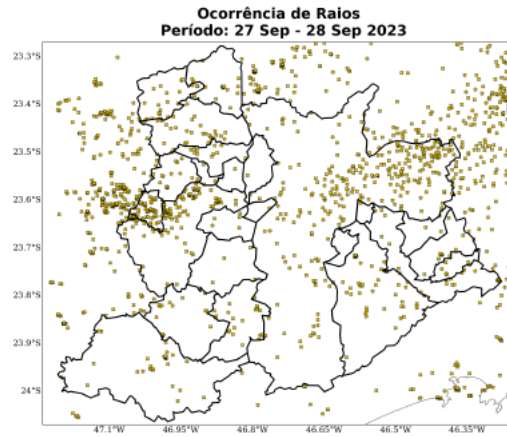 Ocorrência de Raios
Período: 27 Sep - 28 Sep 2023
23.3°S
23.4°S
23.5°S
23.6°S
23.7°S
23.8°S
23.9°S
24°S
47.1°W
46.95°W
46.8°W
46.65°W
46.5°W
46.35°W